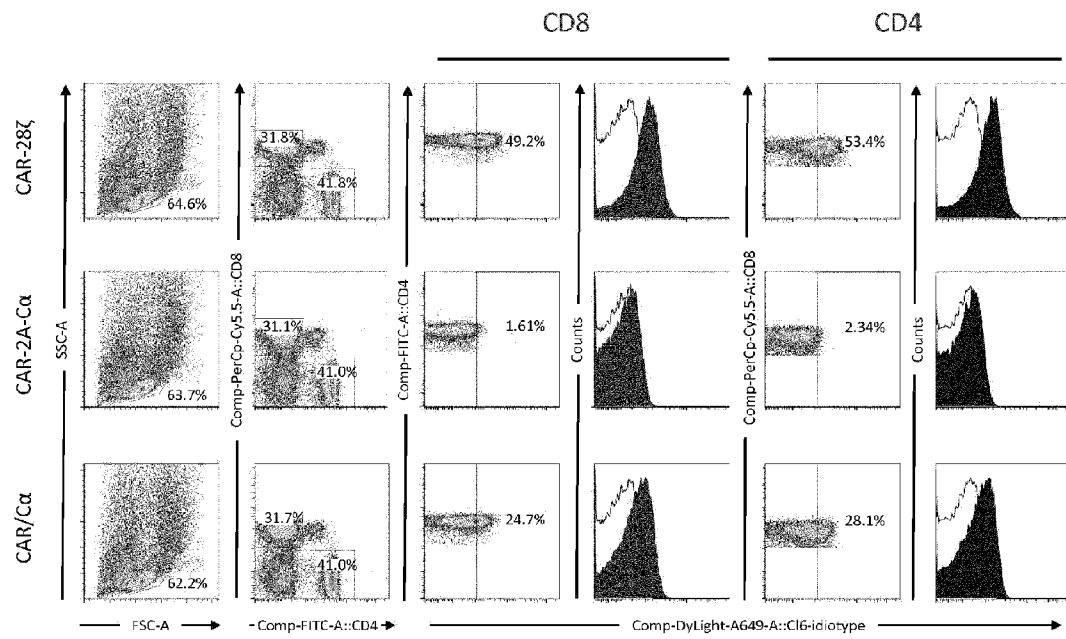 CD8
CD4
CAR-28ζ
SSC-A
64.6%
Comp-PerCp-Cy5.5-A::CD8
31.8%
41.8%
Comp-FITC-A::CD4
49.2%
Counts
Comp-PerCp-Cy5.5-A::CD8
53.4%
Counts
CAR-2A-Cα
63.7%
31.1%
41.0%
1.61%
2.34%
CAR/Cα
62.2%
31.7%
41.0%
24.7%
28.1%
FSC-A
Comp-FITC-A::CD4
Comp-DyLight-A649-A::Cl6-idiotype